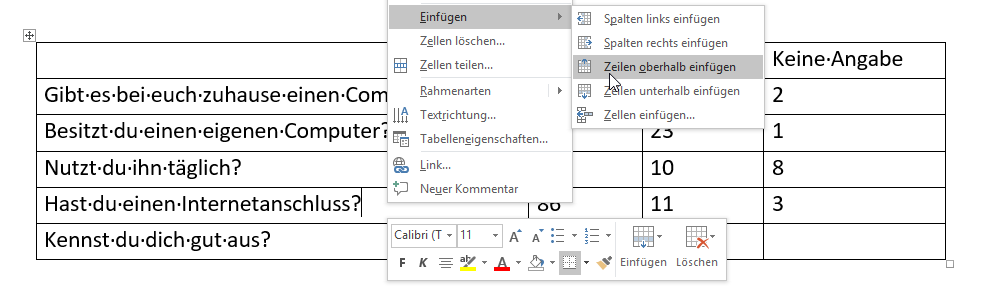 Einfügen
Zellen löschen...
Zellen teilen...
Rahmenarten
Textrichtung...
Tabelleneigenschaften...
Link...
Neuer Kommentar
Spalten links einfügen
Spalten rechts einfügen
Zeilen oberhalb einfügen
Zeilen unterhalb einfügen
Zellen einfügen...
Keine·Angabe
Gibt·es·bei·euch·zuhause·einen·Com 2
Besitzt·du·einen·eigenen·Computer? 23 1
Nutzt·du·ihn·täglich? 10 8
Hast·du·einen·Internetanschluss? 86 11 3
Kennst·du·dich·gut·aus?
Calibri (T 11
F K
Einfügen Löschen